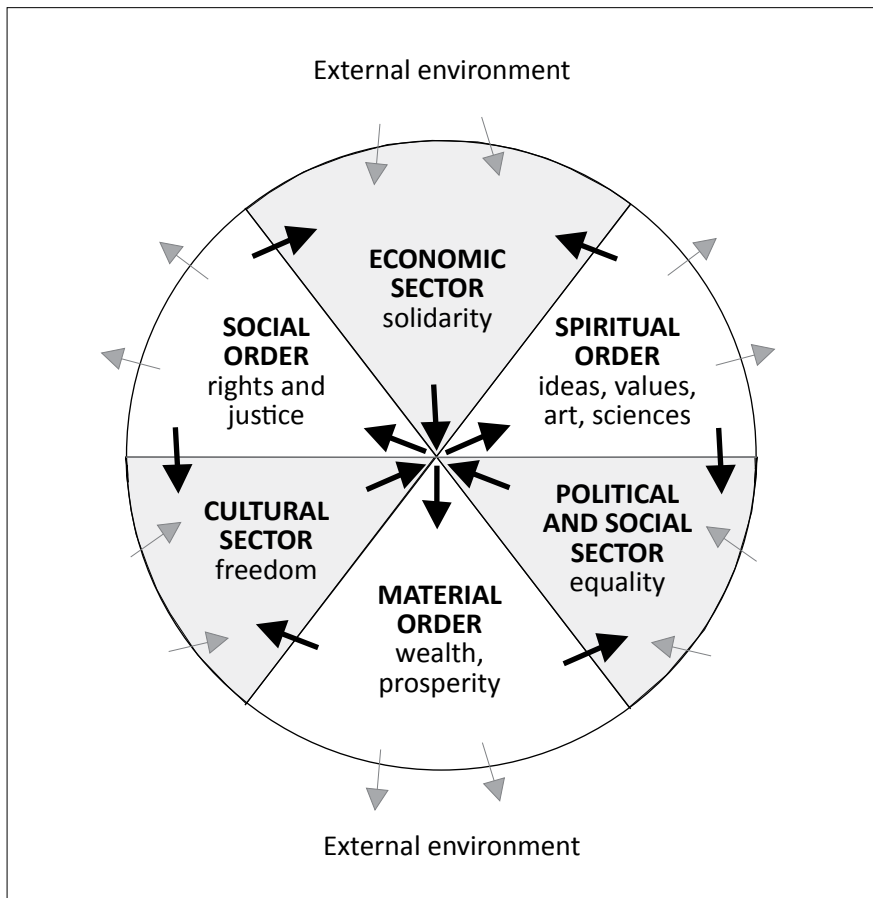 External environment
ECONOMIC
SECTOR
solidarity
SOCIAL
ORDER
rights and
justice
SPIRITUAL
ORDER
ideas, values,
art, sciences
CULTURAL
SECTOR
freedom
POLITICAL
AND SOCIAL
SECTOR
equality
MATERIAL
ORDER
wealth,
prosperity
External environment